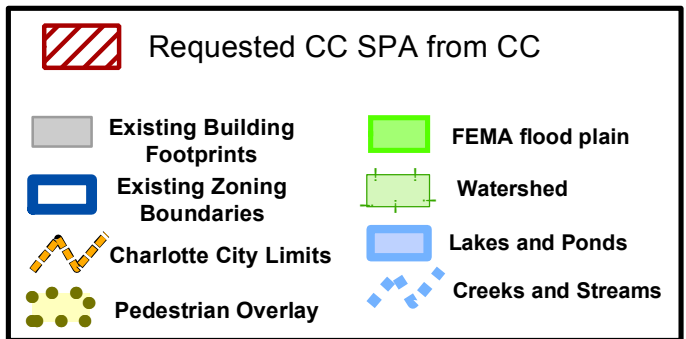 Requested CC SPA from CC
Existing Building
Footprints
Existing Zoning
Boundaries
Charlotte City Limits
Pedestrian Overlay
FEMA flood plain
Watershed
Lakes and Ponds
Creeks and Streams